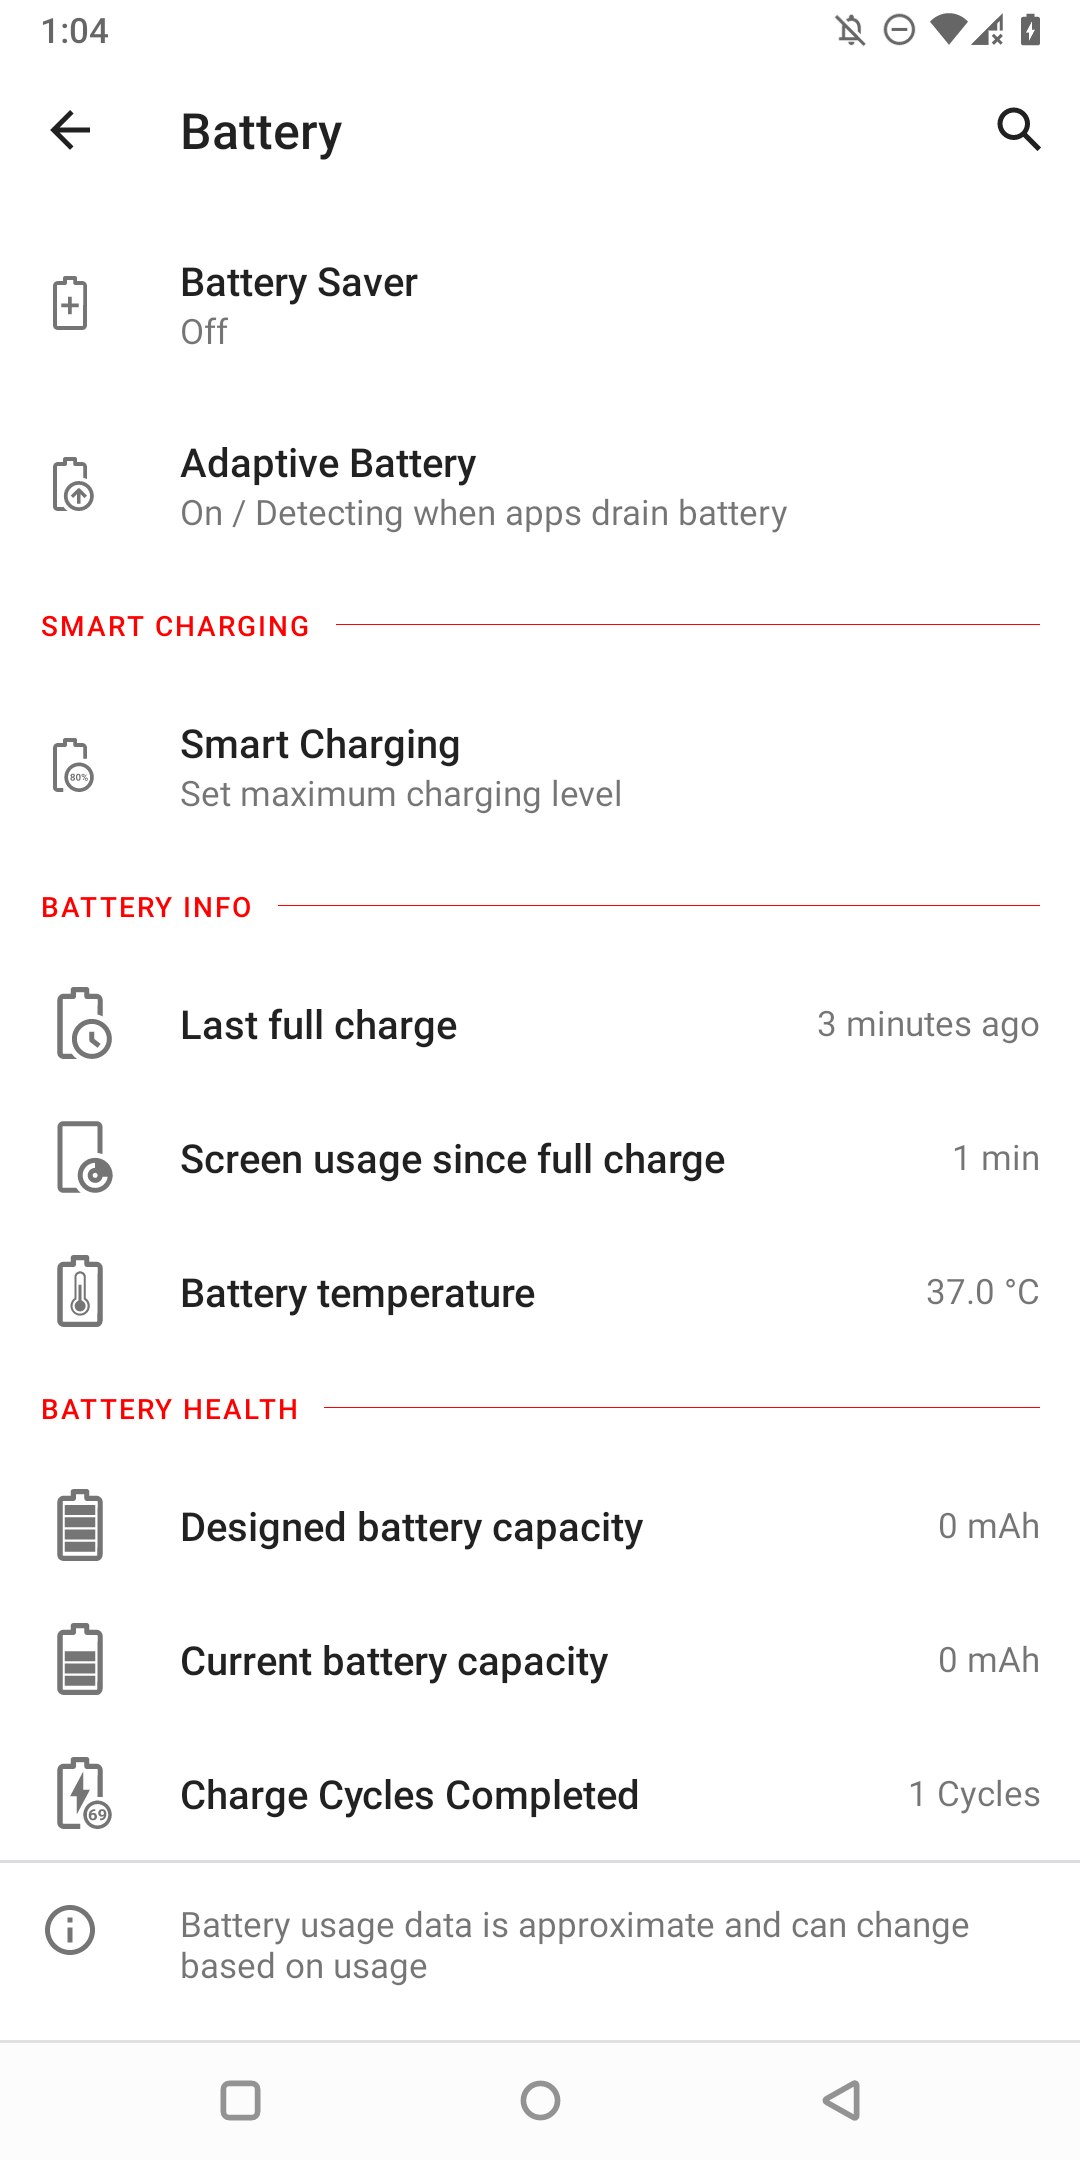 1:04
Battery
Battery Saver
Off
Adaptive Battery
On / Detecting when apps drain battery
SMART CHARGING
80%
Smart Charging
Set maximum charging level
BATTERY INFO
Last full charge 3 minutes ago
Screen usage since full charge 1 min
Battery temperature 37.0 °C
BATTERY HEALTH
Designed battery capacity 0 mAh
Current battery capacity 0 mAh
69 Charge Cycles Completed 1 Cycles
Battery usage data is approximate and can change
based on usage